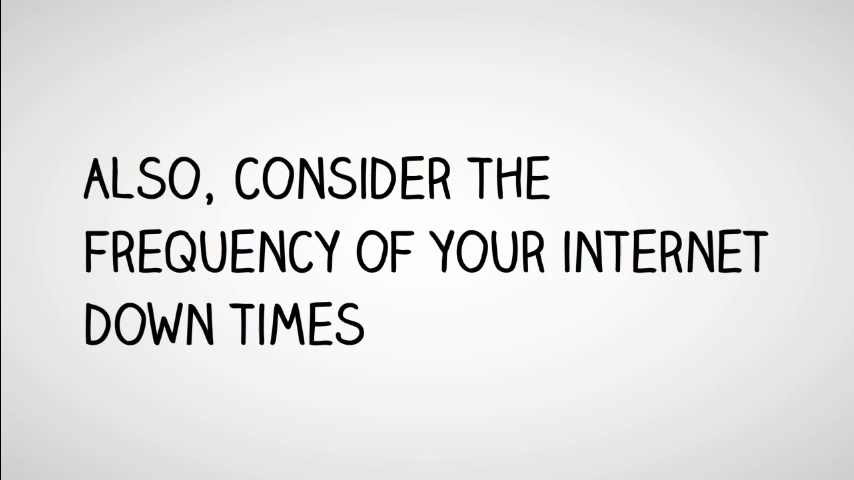 ALSO, CONSIDER THE
FREQUENCY OF YOUR INTERNET
DOWN TIMES